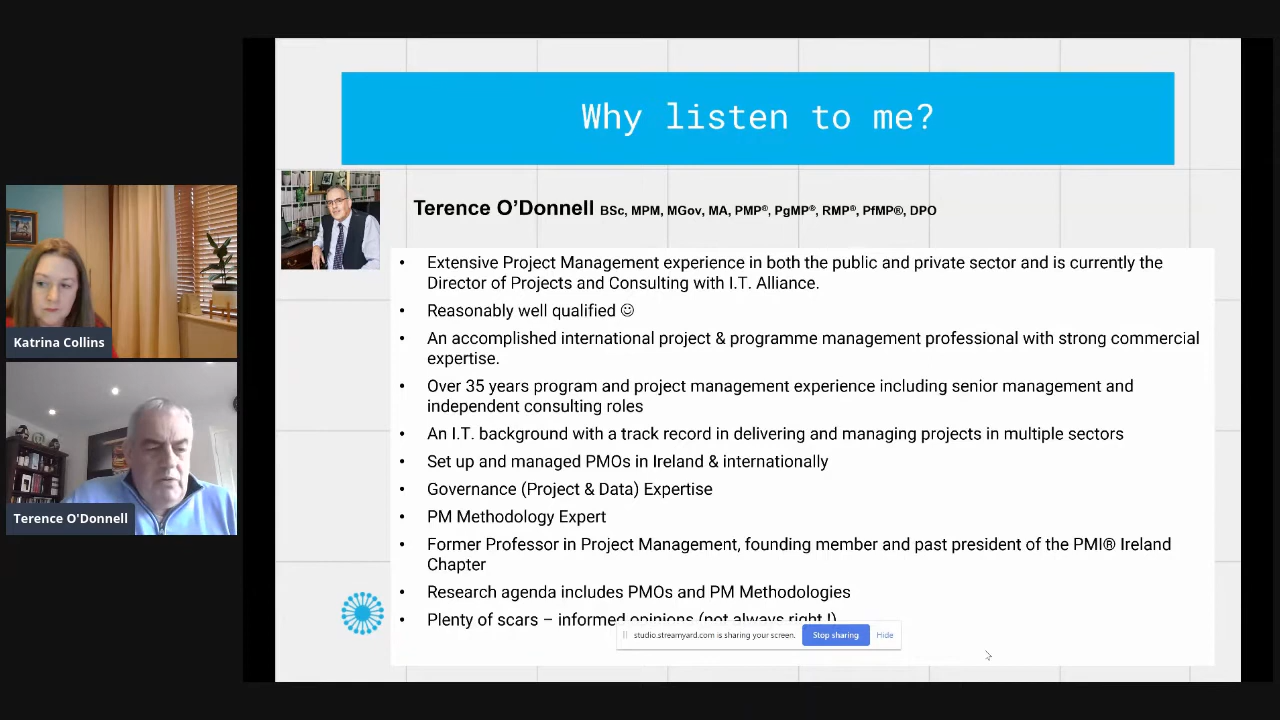 Why listen to me?
Terence O’Donnell BSc, MPM, MGov, MA, PMP®, PgMP®, RMP®, PfMP®, DPO
• Extensive Project Management experience in both the public and private sector and is currently the
Director of Projects and Consulting with I.T. Alliance.
• Reasonably well qualified ☺
• An accomplished international project & programme management professional with strong commercial
expertise.
• Over 35 years program and project management experience including senior management and
independent consulting roles
• An I.T. background with a track record in delivering and managing projects in multiple sectors
• Set up and managed PMOs in Ireland & internationally
• Governance (Project & Data) Expertise
• PM Methodology Expert
• Former Professor in Project Management, founding member and past president of the PMI® Ireland
Chapter
• Research agenda includes PMOs and PM Methodologies
• Plenty of scars – informed opinions (not always right !)
studio.streamyard.com is sharing your screen. Stop sharing Hide
Katrina Collins
Terence O'Donnell